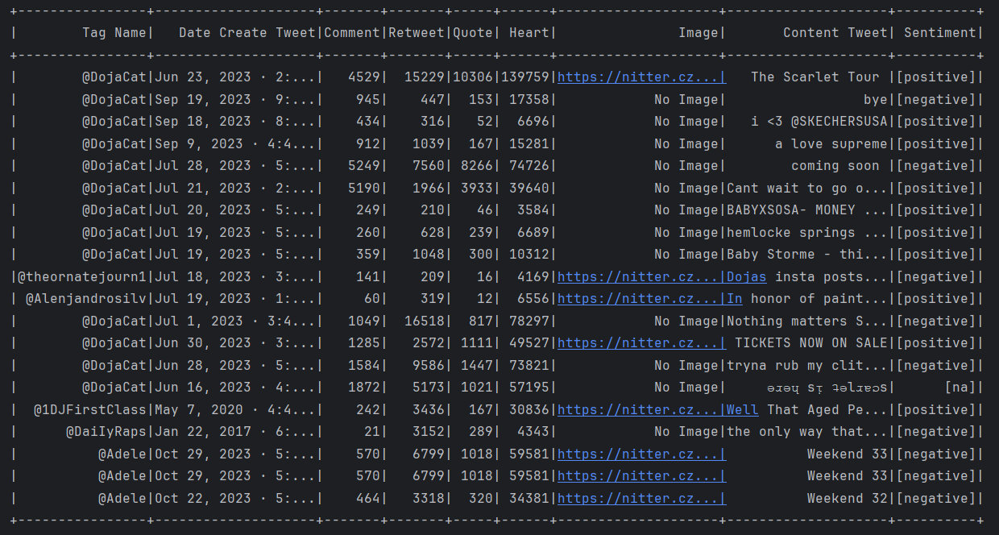 +----------------+--------------------+--------+-------+-----+------+--------------------+--------------------+----------+
|        Tag Name|   Date Create Tweet|Comment|Retweet|Quote| Heart|               Image|       Content Tweet| Sentiment|
+----------------+--------------------+--------+-------+-----+------+--------------------+--------------------+----------+
|        @DojaCat|Jun 23, 2023 · 2:...|   4529|  15229|10306|139759|https://nitter.cz...|   The Scarlet Tour |[positive]|
|        @DojaCat|Sep 19, 2023 · 9:...|    945|    447|  153| 17358|            No Image|                 bye|[negative]|
|        @DojaCat|Sep 18, 2023 · 8:...|    434|    316|   52|  6696|            No Image|   i <3 @SKECHERSUSA|[positive]|
|        @DojaCat|Sep 9, 2023 · 4:4...|    912|   1039|  167| 15281|            No Image|      a love supreme|[positive]|
|        @DojaCat|Jul 28, 2023 · 5:...|   5249|   7560| 8266| 74726|            No Image|        coming soon |[negative]|
|        @DojaCat|Jul 21, 2023 · 2:...|   5190|   1966| 3933| 39640|            No Image|Cant wait to go o...|[positive]|
|        @DojaCat|Jul 20, 2023 · 5:...|    249|    210|   46|  3584|            No Image|BABYXSOSA- MONEY ...|[positive]|
|        @DojaCat|Jul 19, 2023 · 5:...|    260|    628|  239|  6689|            No Image|hemlocke springs ...|[positive]|
|        @DojaCat|Jul 19, 2023 · 5:...|    359|   1048|  300| 10312|            No Image|Baby Storme - thi...|[positive]|
|@theornatejourn1|Jul 18, 2023 · 3:...|    141|    209|   16|  4169|https://nitter.cz...|Dojas insta posts...|[negative]|
| @Alenjandrosilv|Jul 19, 2023 · 1:...|     60|    319|   12|  6556|https://nitter.cz...|In honor of paint...|[positive]|
|        @DojaCat|Jul 1, 2023 · 3:4...|   1049|  16518|  817| 78297|            No Image|Nothing matters S...|[negative]|
|        @DojaCat|Jun 30, 2023 · 3:...|   1285|   2572| 1111| 49527|https://nitter.cz...| TICKETS NOW ON SALE|[positive]|
|        @DojaCat|Jun 28, 2023 · 5:...|   1584|   9586| 1447| 73821|            No Image|tryna rub my clit...|[negative]|
|        @DojaCat|Jun 16, 2023 · 4:...|   1872|   5173| 1021| 57195|            No Image|     ǝɹǝɥ sɪ̣ ʇǝlɹɐɔs|      [na]|
|  @1DJFirstClass|May 7, 2020 · 4:4...|    242|   3436|  167| 30836|https://nitter.cz...|Well That Aged Pe...|[positive]|
|      @DaiIyRaps|Jan 22, 2017 · 6:...|     21|   3152|  289|  4343|            No Image|the only way that...|[negative]|
|          @Adele|Oct 29, 2023 · 5:...|    570|   6799| 1018| 59581|https://nitter.cz...|          Weekend 33|[negative]|
|          @Adele|Oct 29, 2023 · 5:...|    570|   6799| 1018| 59581|https://nitter.cz...|          Weekend 33|[negative]|
|          @Adele|Oct 22, 2023 · 5:...|    464|   3318|  320| 34381|https://nitter.cz...|          Weekend 32|[negative]|
+----------------+--------------------+--------+-------+-----+------+--------------------+--------------------+----------+